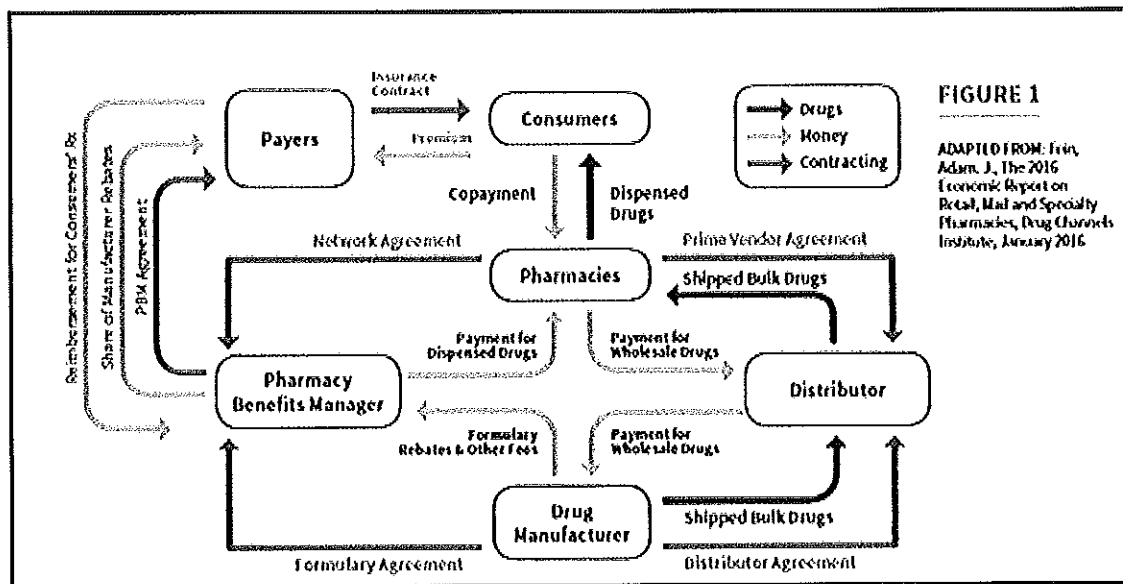 Insurance
Contract
Payers
Consumers
Premium
Copayment
Dispensed
Drugs
Drugs
Money
Contracting
FIGURE 1
ADAPTED FROM: Fein,
Adam. J., The 2016
Economic Report on
Retail, Mail and Specialty
Pharmacies, Drug Channels
Institute, January 2016
Reimbursement for Consumers' Rx
Share of Manufacturer Rebates
PBM Agreement
Network Agreement
Pharmacies
Prime Vendor Agreement
Shipped Bulk Drugs
Payment for
Dispensed Drugs
Payment for
Wholesale Drugs
Pharmacy
Benefits Manager
Distributor
Formulary
Rebates & Other Fees
Payment for
Wholesale Drugs
Drug
Manufacturer
Shipped Bulk Drugs
Formulary Agreement
Distributor Agreement